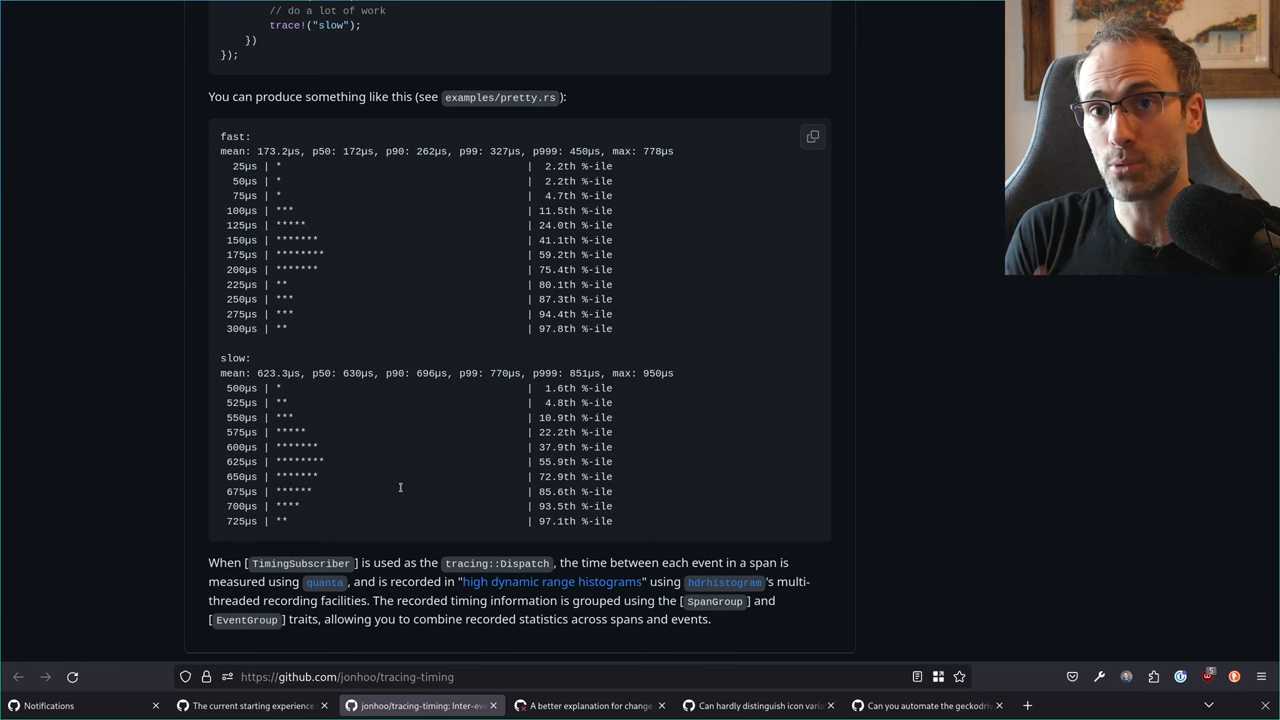 // do a lot of work
trace!("slow");
})
});
You can produce something like this (see examples/pretty.rs):
fast:
mean: 173.2µs, p50: 172µs, p90: 262µs, p99: 327µs, p999: 450µs, max: 778µs
25µs | * | 2.2th %-ile
50µs | * | 2.2th %-ile
75µs | * | 4.7th %-ile
100µs | *** | 11.5th %-ile
125µs | ***** | 24.0th %-ile
150µs | ******* | 41.1th %-ile
175µs | ******** | 59.2th %-ile
200µs | ******* | 75.4th %-ile
225µs | ** | 80.1th %-ile
250µs | *** | 87.3th %-ile
275µs | *** | 94.4th %-ile
300µs | ** | 97.8th %-ile
slow:
mean: 623.3µs, p50: 630µs, p90: 696µs, p99: 770µs, p999: 851µs, max: 950µs
500µs | * | 1.6th %-ile
525µs | ** | 4.8th %-ile
550µs | *** | 10.9th %-ile
575µs | ***** | 22.2th %-ile
600µs | ******* | 37.9th %-ile
625µs | ******** | 55.9th %-ile
650µs | ******* | 72.9th %-ile
675µs | ****** | 85.6th %-ile
700µs | **** | 93.5th %-ile
725µs | ** | 97.1th %-ile
When [TimingSubscriber] is used as the tracing::Dispatch, the time between each event in a span is
measured using quanta, and is recorded in "high dynamic range histograms" using hdrhistogram's multi-
threaded recording facilities. The recorded timing information is grouped using the [SpanGroup] and
[EventGroup] traits, allowing you to combine recorded statistics across spans and events.
https://github.com/jonhoo/tracing-timing
5
Notifications
The current starting experience
jonhoo/tracing-timing: Inter-eve
A better explanation for change
Can hardly distinguish icon varia
Can you automate the geckodriv